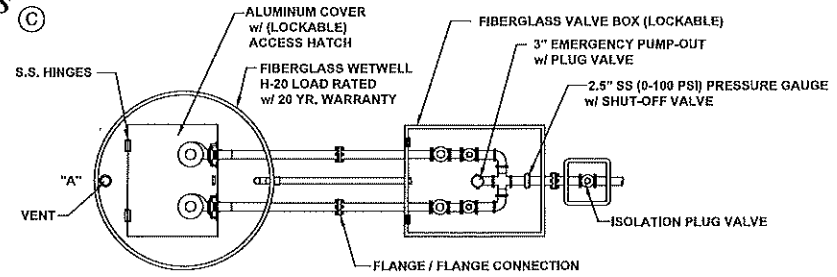 C
ALUMINUM COVER
w/ (LOCKABLE)
ACCESS HATCH
FIBERGLASS VALVE BOX (LOCKABLE)
3" EMERGENCY PUMP-OUT
w/ PLUG VALVE
S.S. HINGES
FIBERGLASS WETWELL
H-20 LOAD RATED
w/ 20 YR. WARRANTY
2.5" SS (0-100 PSI) PRESSURE GAUGE
w/ SHUT-OFF VALVE
"A"
VENT
ISOLATION PLUG VALVE
FLANGE / FLANGE CONNECTION